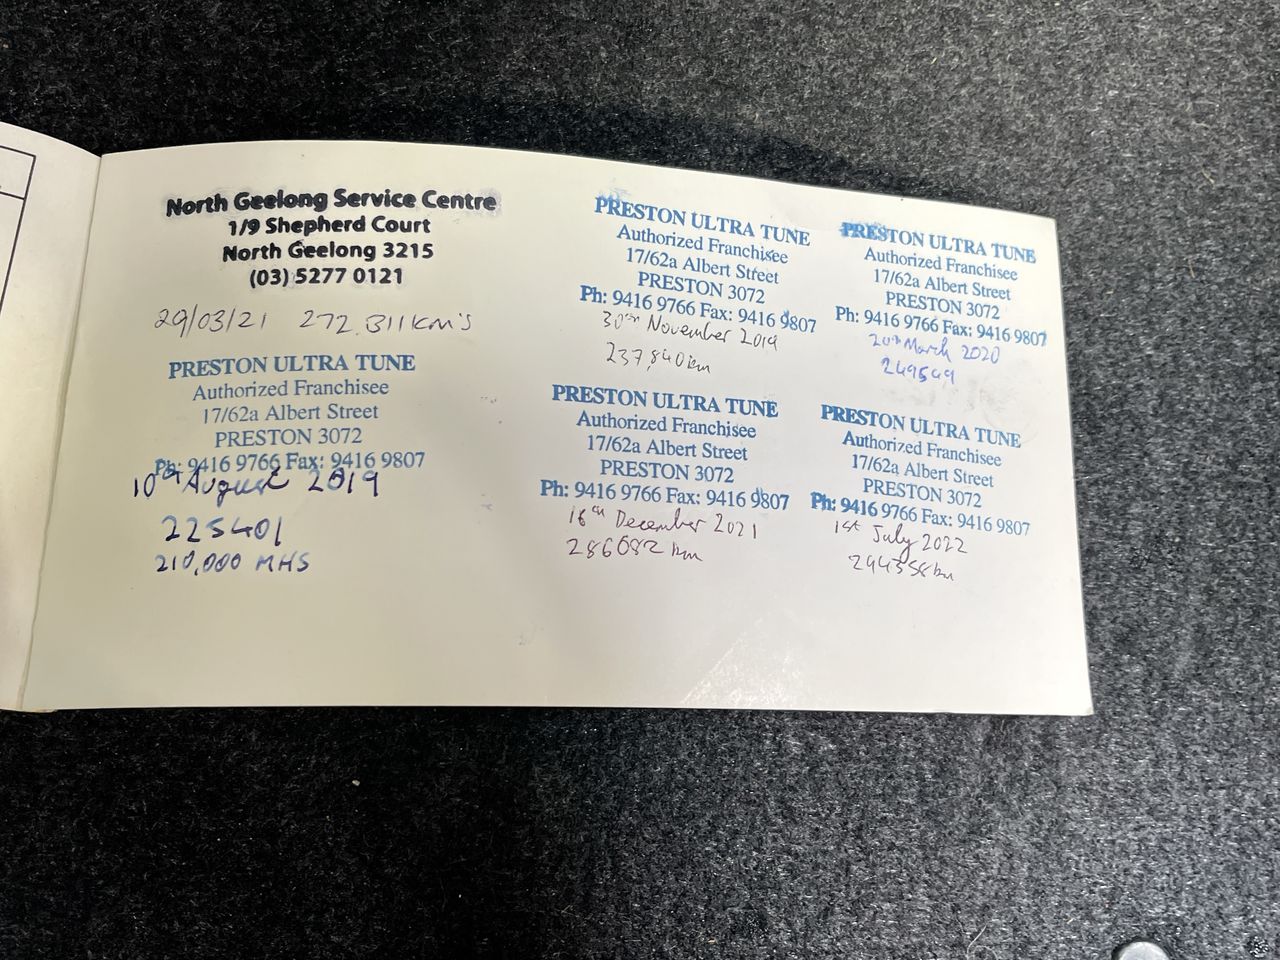 North Geelong Service Centre
1/9 Shepherd Court
North Geelong 3215
(03) 5277 0121
29/03/21 272.311km's
PRESTON ULTRA TUNE
Authorized Franchisee
17/62a Albert Street
PRESTON 3072
Ph: 9416 9766 Fax: 9416 9807
10th August 2019
225401
210,000 MHS
PRESTON ULTRA TUNE
Authorized Franchisee
17/62a Albert Street
PRESTON 3072
Ph: 9416 9766 Fax: 9416 9807
30th November 2019
237,840km
PRESTON ULTRA TUNE
Authorized Franchisee
17/62a Albert Street
PRESTON 3072
Ph: 9416 9766 Fax: 9416 9807
16th December 2021
286082 km
PRESTON ULTRA TUNE
Authorized Franchisee
17/62a Albert Street
PRESTON 3072
Ph: 9416 9766 Fax: 9416 9807
20th March 2020
249549
PRESTON ULTRA TUNE
Authorized Franchisee
17/62a Albert Street
PRESTON 3072
Ph: 9416 9766 Fax: 9416 9807
1st July 2022
294358km